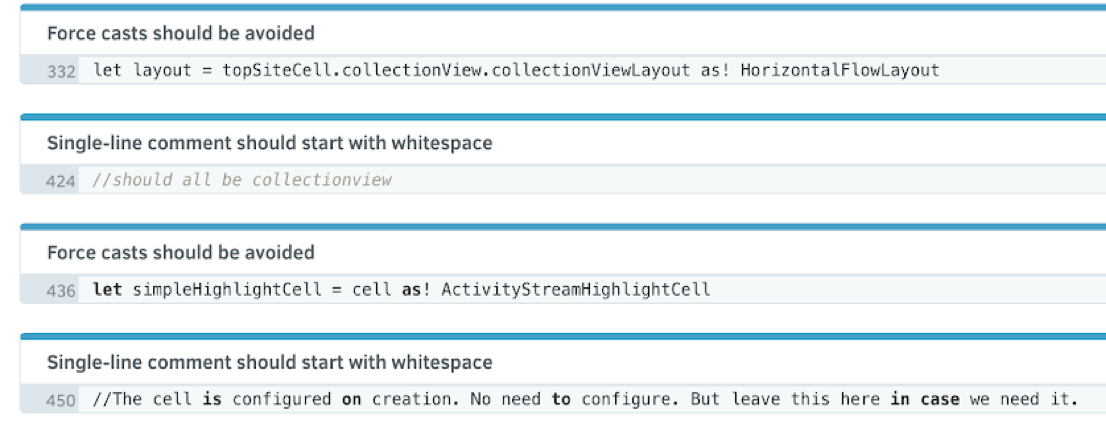 Force casts should be avoided
332 let layout = topSiteCell.collectionView.collectionViewLayout as! HorizontalFlowLayout
Single-line comment should start with whitespace
424 //should all be collectionview
Force casts should be avoided
436 let simpleHighlightCell = cell as! ActivityStreamHighlightCell
Single-line comment should start with whitespace
450 //The cell is configured on creation. No need to configure. But leave this here in case we need it.